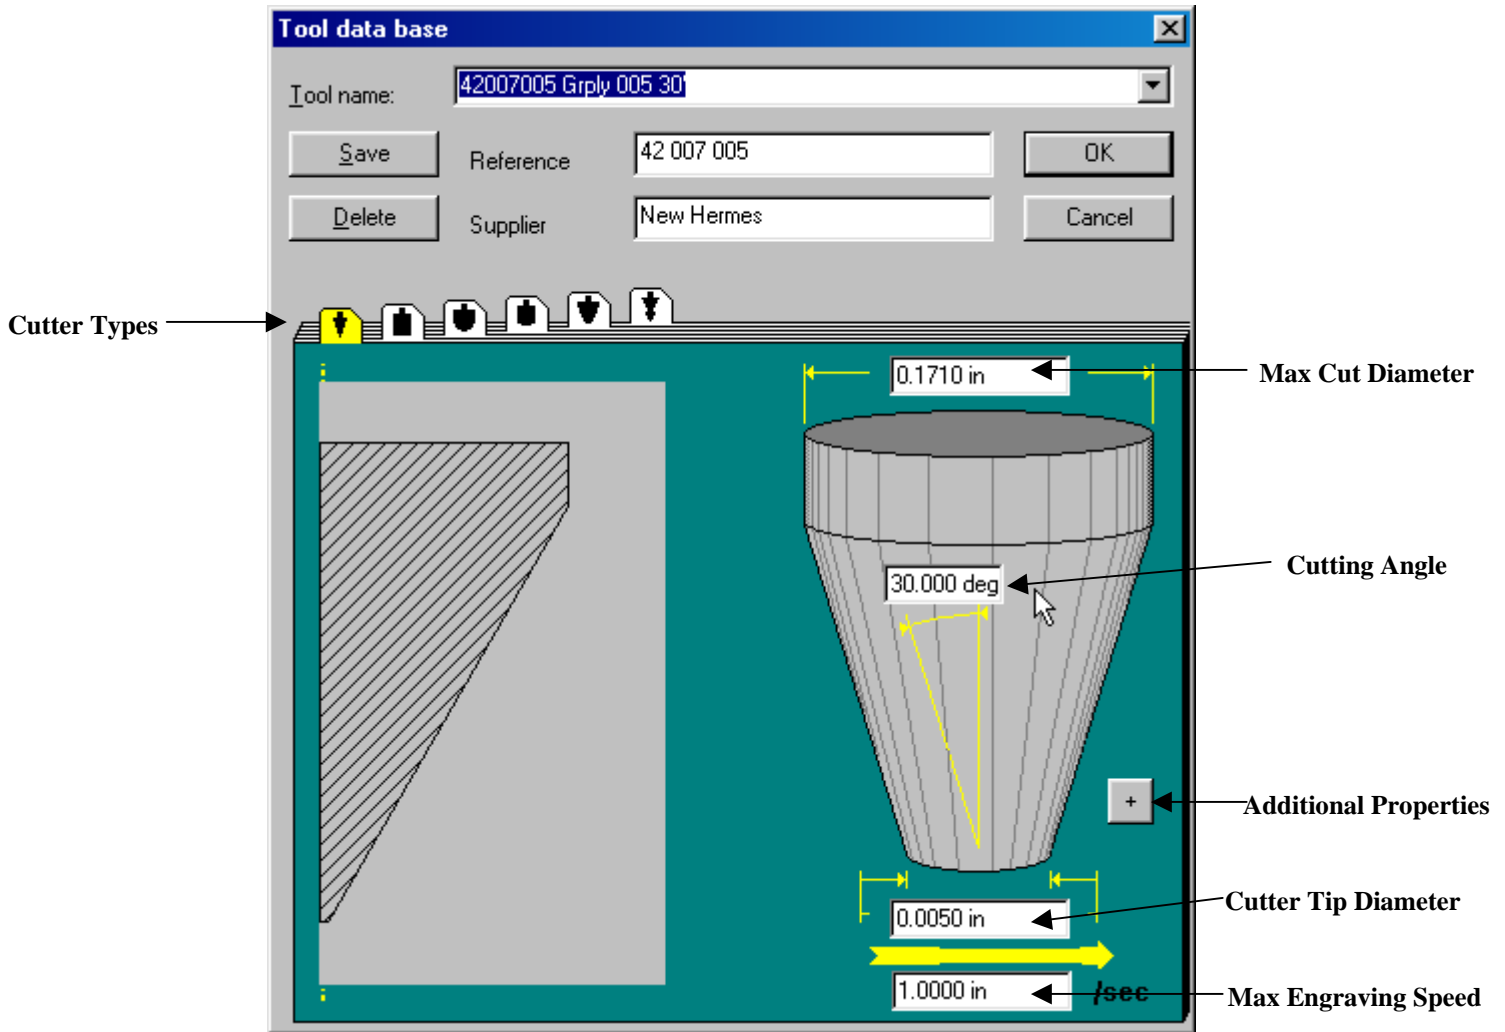 Tool data base
Tool name:
42007005 Grply 005 30°
Save
Reference
42 007 005
OK
Delete
Supplier
New Hermes
Cancel
Cutter Types
0.1710 in
Max Cut Diameter
30.000 deg
Cutting Angle
+
Additional Properties
0.0050 in
Cutter Tip Diameter
1.0000 in /sec
Max Engraving Speed